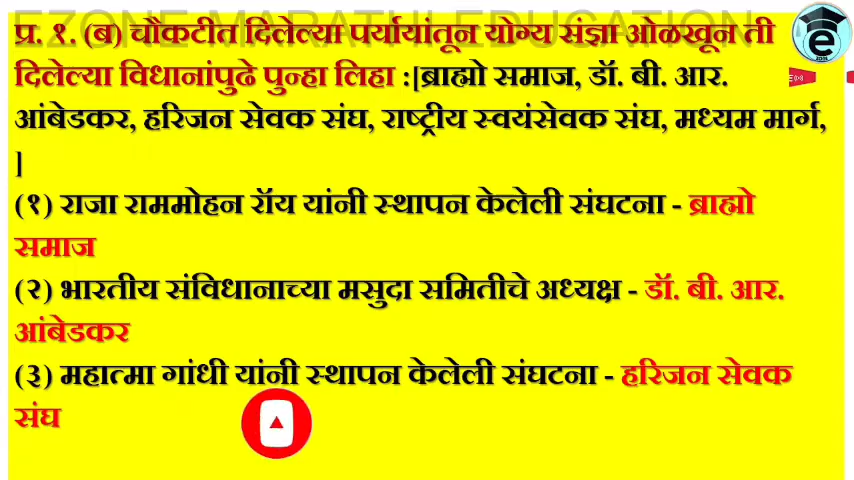 EZONE MARATHI EDUCATION
प्र. १. (ब) चौकटीत दिलेल्या पर्यायांतून योग्य संज्ञा ओळखून ती
दिलेल्या विधानांपुढे पुन्हा लिहा :[ब्राह्मो समाज, डॉ. बी. आर.
आंबेडकर, हरिजन सेवक संघ, राष्ट्रीय स्वयंसेवक संघ, मध्यम मार्ग,
]
(१) राजा राममोहन रॉय यांनी स्थापन केलेली संघटना - ब्राह्मो
समाज
(२) भारतीय संविधानाच्या मसुदा समितीचे अध्यक्ष - डॉ. बी. आर.
आंबेडकर
(३) महात्मा गांधी यांनी स्थापन केलेली संघटना - हरिजन सेवक
संघ
e
EZONE